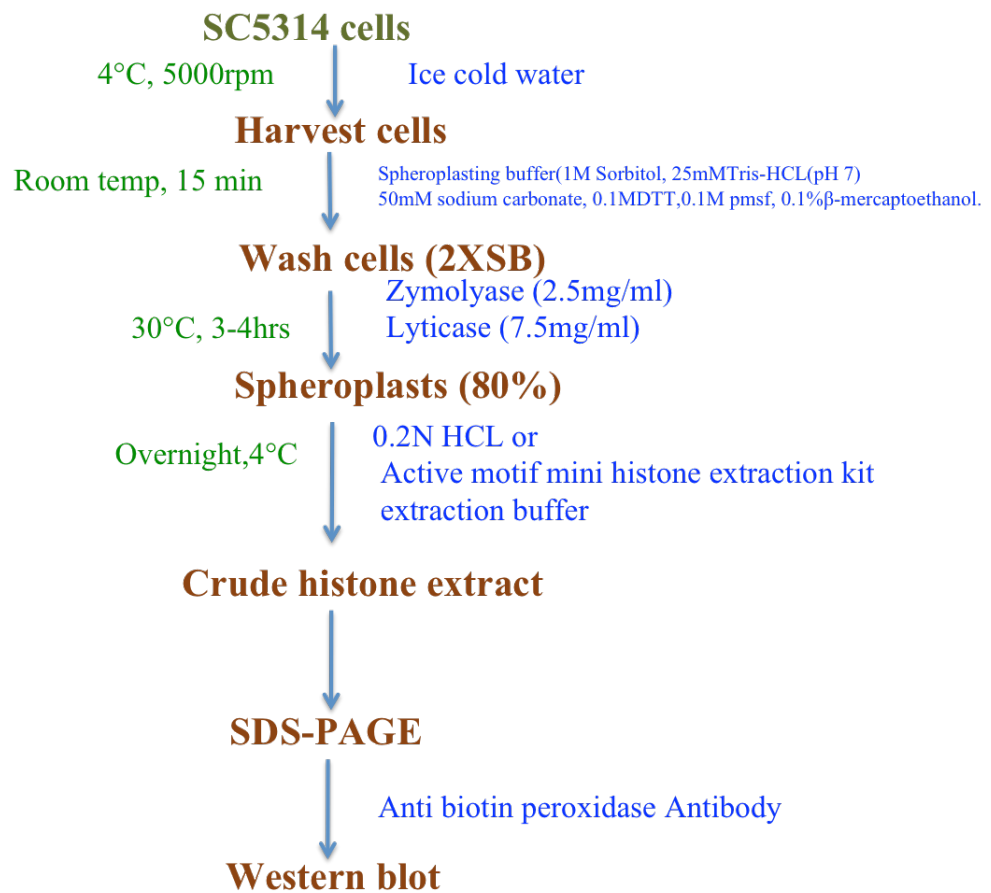 SC5314 cells
4°C, 5000rpm
Ice cold water
Harvest cells
Room temp, 15 min
Spheroplasting buffer(1M Sorbitol, 25mMTris-HCL(pH 7)
50mM sodium carbonate, 0.1MDTT,0.1M pmsf, 0.1%β-mercaptoethanol.
Wash cells (2XSB)
Zymolyase (2.5mg/ml)
30°C, 3-4hrs
Lyticase (7.5mg/ml)
Spheroplasts (80%)
Overnight,4°C
0.2N HCL or
Active motif mini histone extraction kit
extraction buffer
Crude histone extract
SDS-PAGE
Anti biotin peroxidase Antibody
Western blot